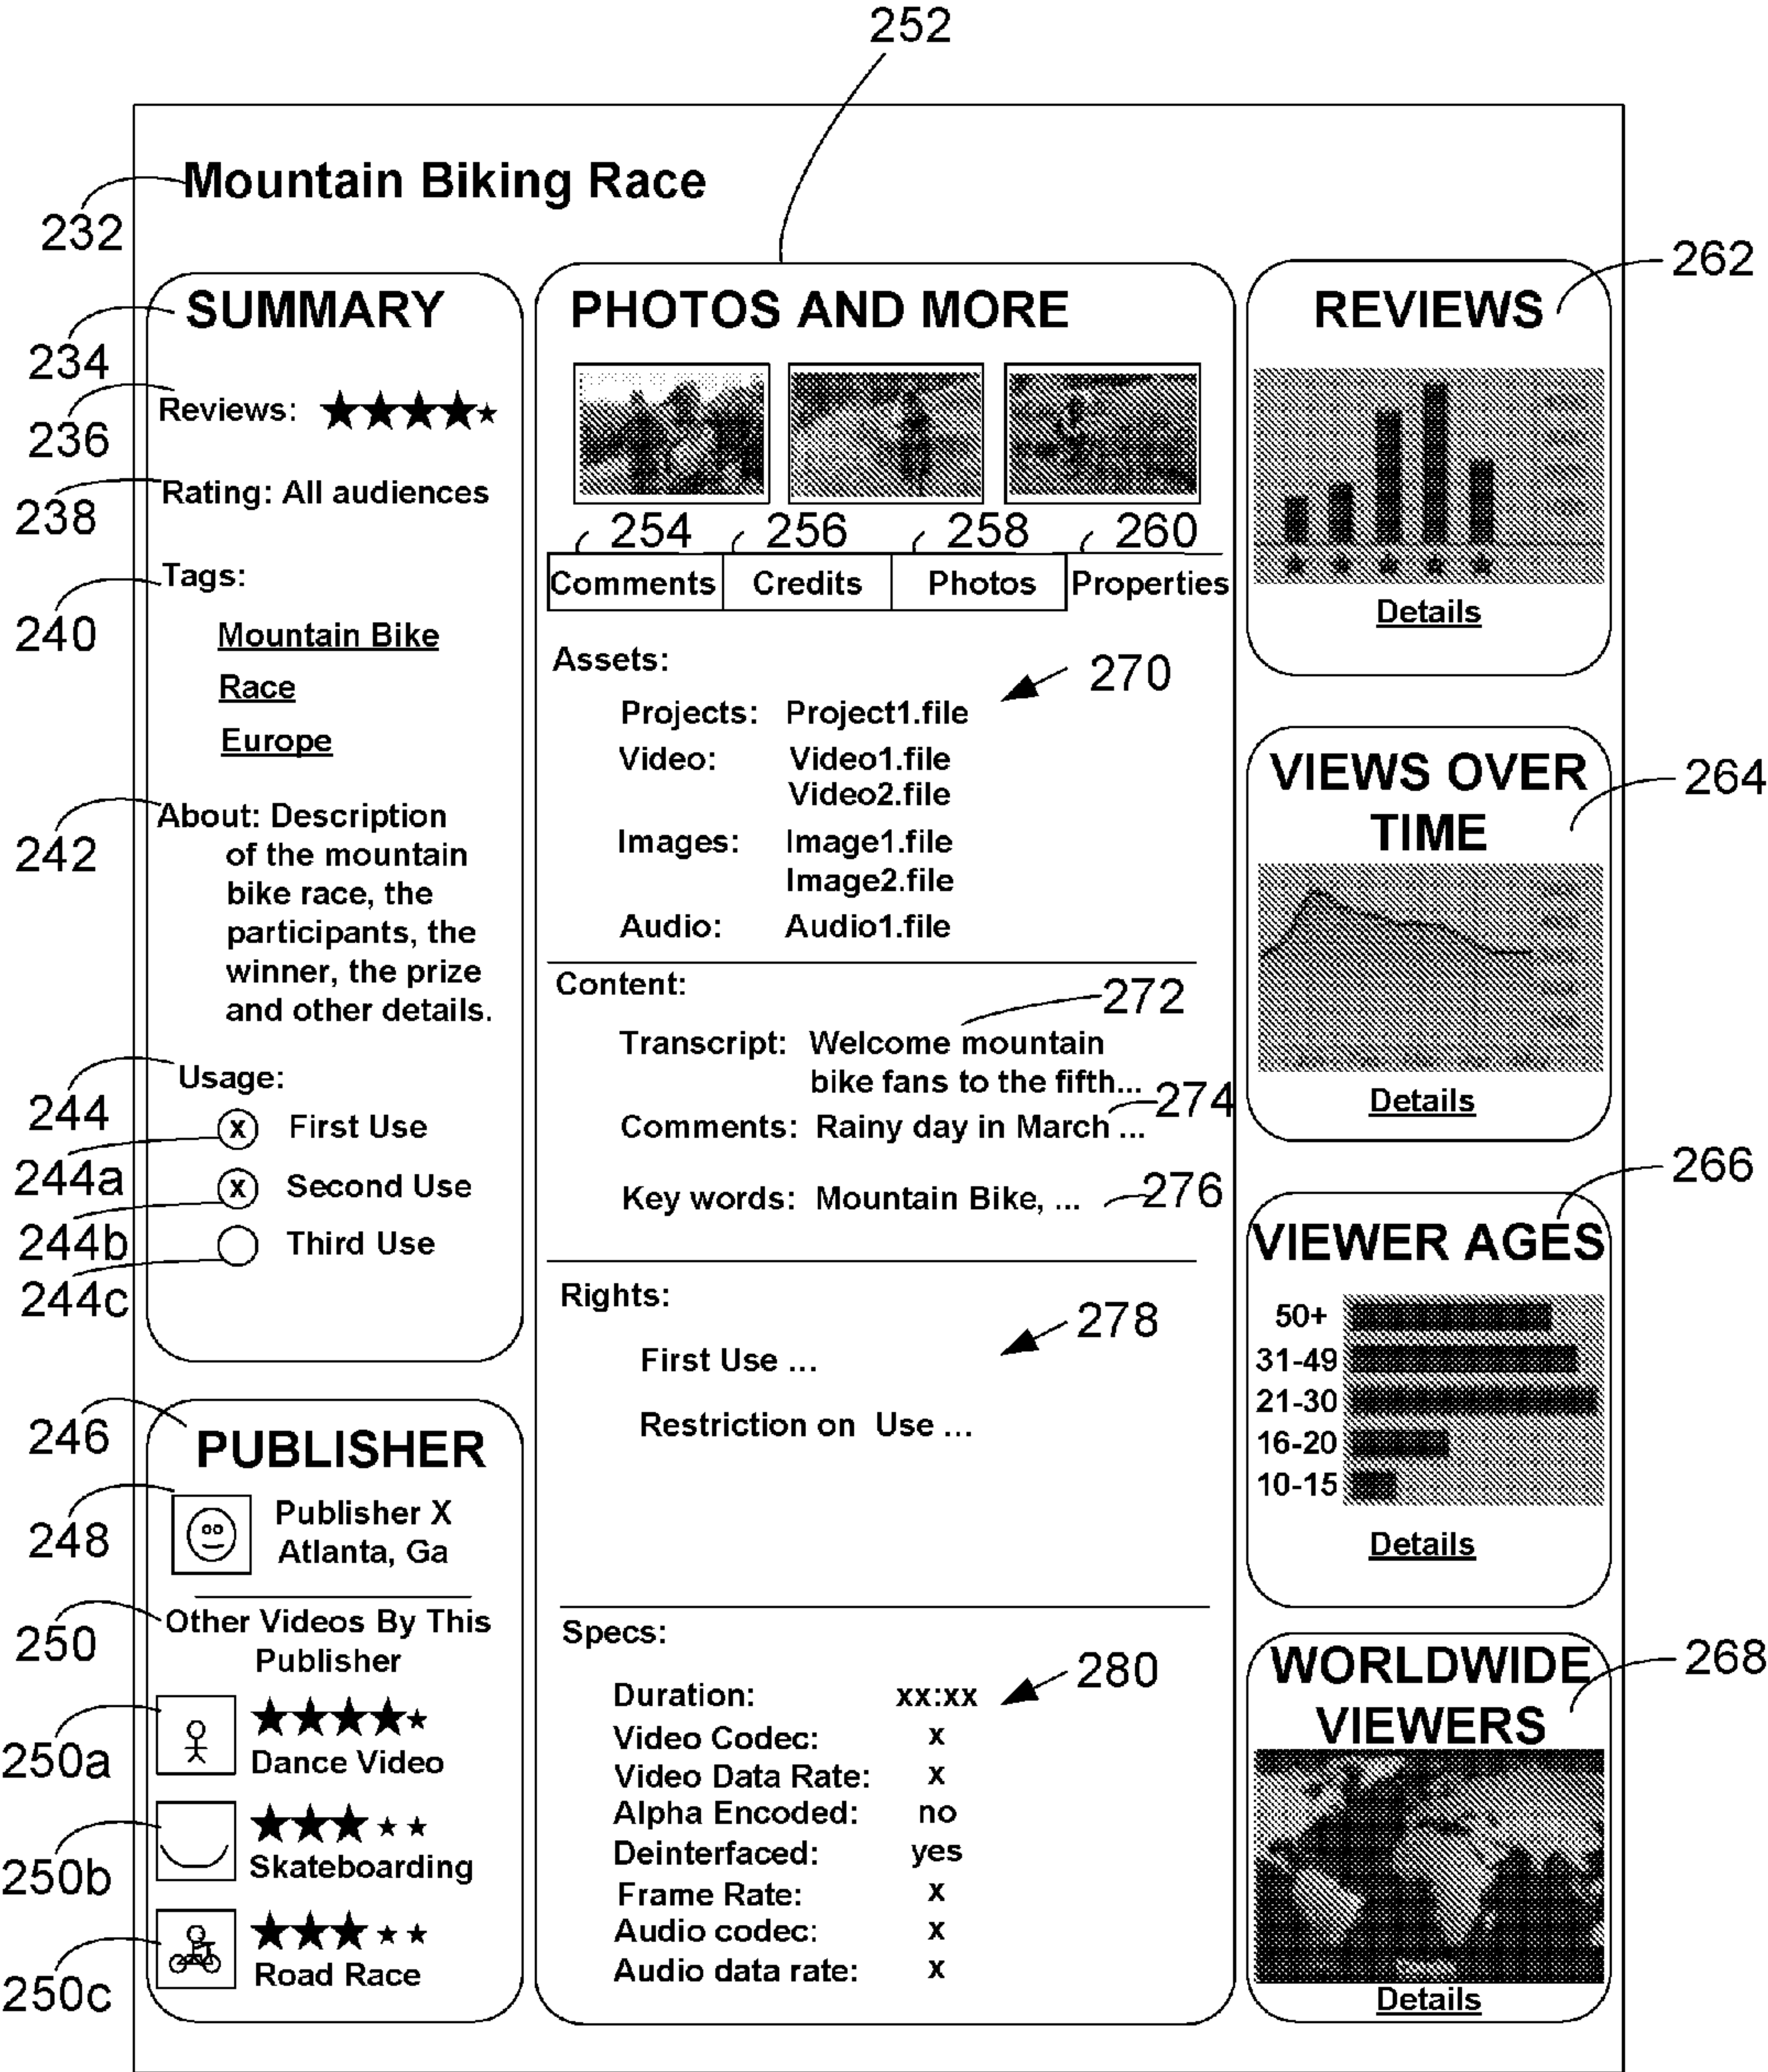 252
Mountain Biking Race
232
SUMMARY
234
Reviews:
236
Rating: All audiences
238
Tags:
240
Mountain Bike
Race
Europe
About: Description
242
of the mountain
bike race, the
participants, the
winner, the prize
and other details.
Usage:
244
First Use
x
244a
Second Use
x
244b
Third Use
244c
246
PUBLISHER
248
Publisher X
Atlanta, Ga
250
Other Videos By This
Publisher
250a
Dance Video
250b
Skateboarding
250c
Road Race
PHOTOS AND MORE
254 256 258 260
Comments Credits Photos Properties
Assets:
270
Projects: Project1.file
Video: Video1.file
Video2.file
Images: Image1.file
Image2.file
Audio: Audio1.file
Content:
272
Transcript: Welcome mountain
bike fans to the fifth...
274
Comments: Rainy day in March ...
Key words: Mountain Bike, ...
276
Rights:
278
First Use ...
Restriction on Use ...
Specs:
280
Duration: xx:xx
Video Codec: x
Video Data Rate: x
Alpha Encoded: no
Deinterfaced: yes
Frame Rate: x
Audio codec: x
Audio data rate: x
262
REVIEWS
Details
VIEWS OVER
264
TIME
Details
266
VIEWER AGES
50+
31-49
21-30
16-20
10-15
Details
WORLDWIDE
268
VIEWERS
Details